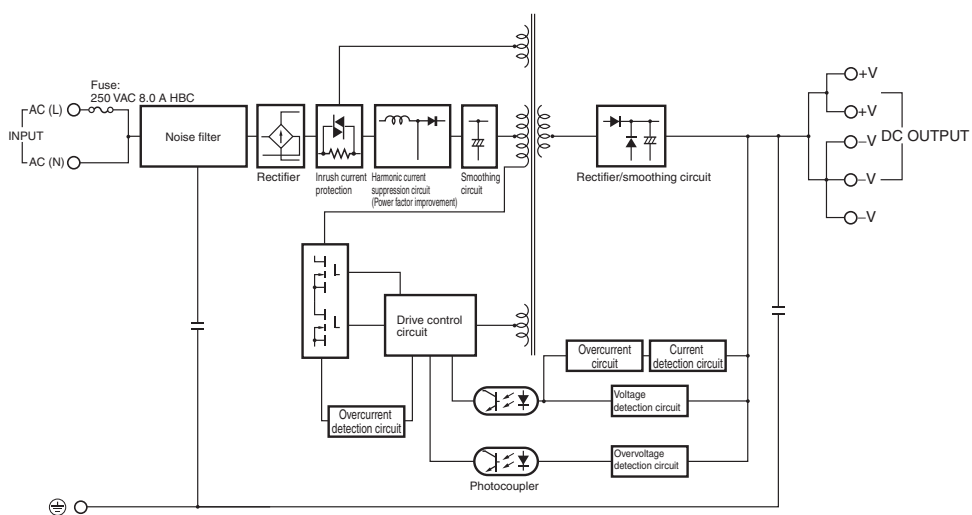 Fuse:
250 VAC 8.0 A HBC
AC (L)
INPUT
AC (N)
Noise filter
Rectifier
Inrush current
protection
Harmonic current
suppression circuit
(Power factor improvement)
Smoothing
circuit
Rectifier/smoothing circuit
+V
+V
–V
DC OUTPUT
–V
–V
Drive control
circuit
Overcurrent
detection circuit
Overcurrent
circuit
Current
detection circuit
Voltage
detection circuit
Overvoltage
detection circuit
Photocoupler